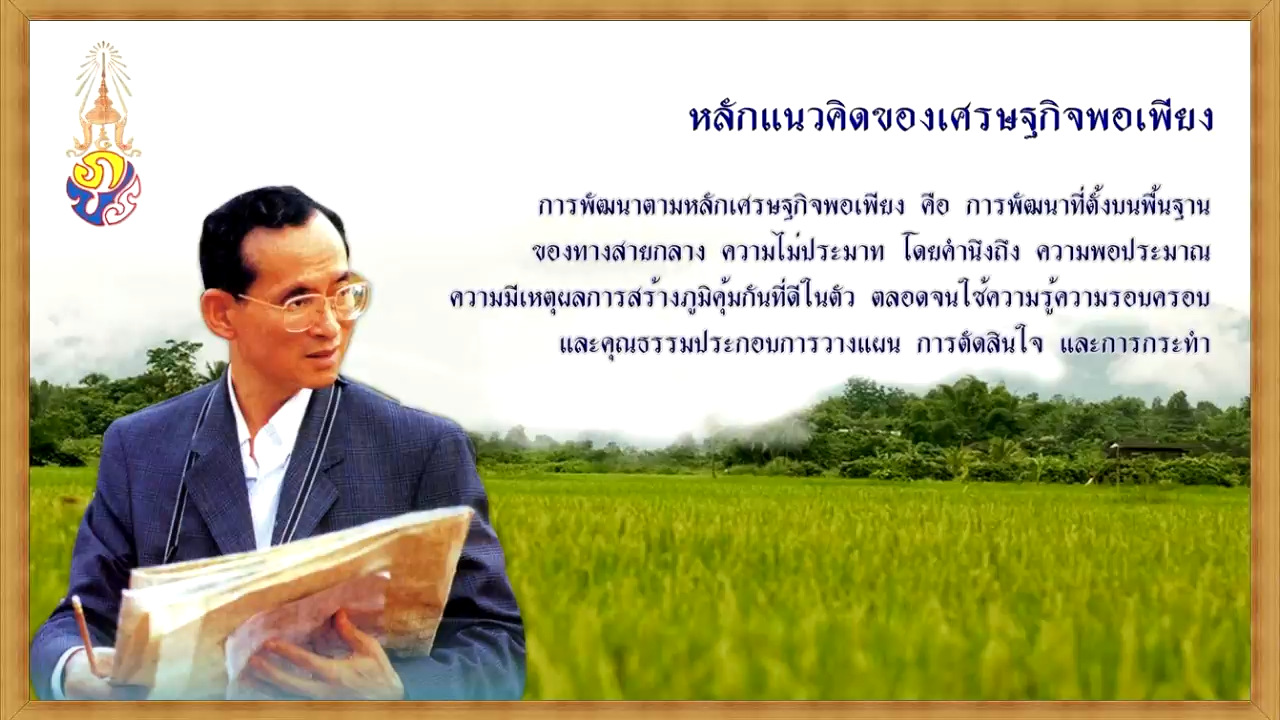 หลักแนวคิดของเศรษฐกิจพอเพียง
การพัฒนาตามหลักเศรษฐกิจพอเพียง คือ การพัฒนาที่ตั้งบนพื้นฐาน
ของทางสายกลาง ความไม่ประมาท โดยคำนึงถึง ความพอประมาณ
ความมีเหตุผลการสร้างภูมิคุ้มกันที่ดีในตัว ตลอดจนใช้ความรู้ความรอบครอบ
และคุณธรรมประกอบการวางแผน การตัดสินใจ และการกระทำ